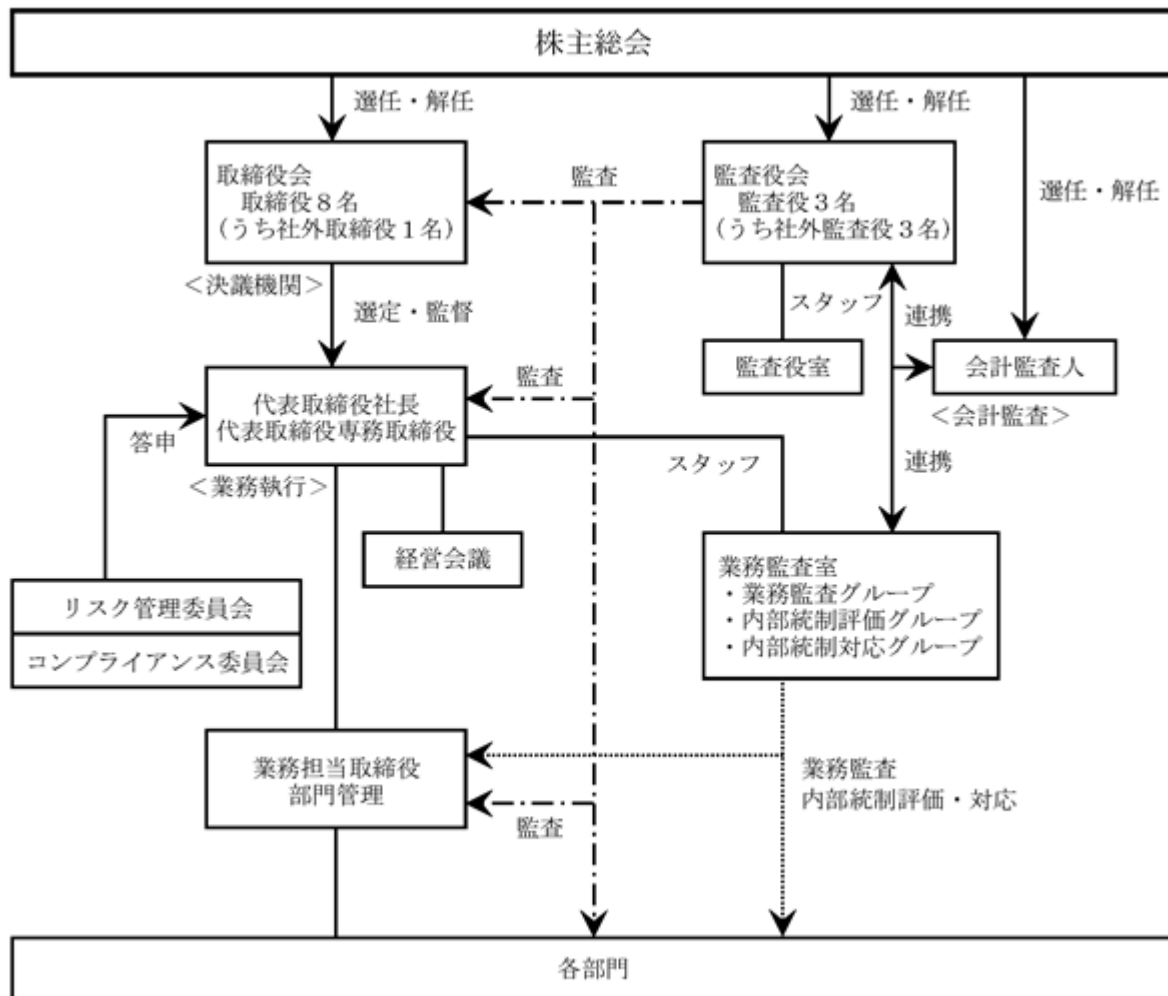 株主総会
選任・解任
選任・解任
選任・解任
取締役会
取締役8名
(うち社外取締役1名)
監査
監査役会
監査役3名
(うち社外監査役3名)
<決議機関>
選定・監督
スタッフ
連携
監査役室
会計監査人
<会計監査>
監査
代表取締役社長
代表取締役専務取締役
答申
<業務執行>
スタッフ
連携
経営会議
リスク管理委員会
コンプライアンス委員会
業務監査室
・業務監査グループ
・内部統制評価グループ
・内部統制対応グループ
業務担当取締役
部門管理
監査
業務監査
内部統制評価・対応
各部門